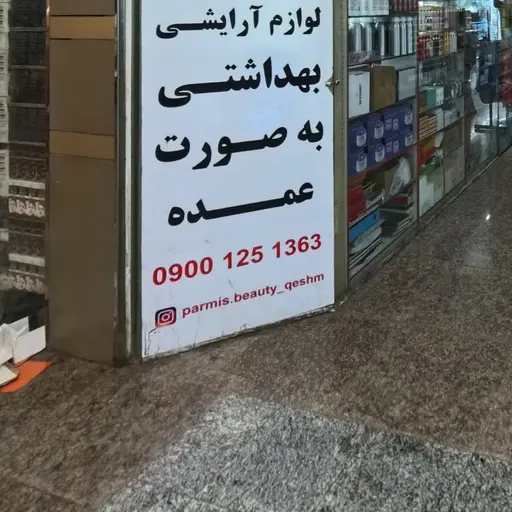 لوازم آرایشی
بهداشتی
به صورت
عمده
0900 125 1363
parmis.beauty_qeshm